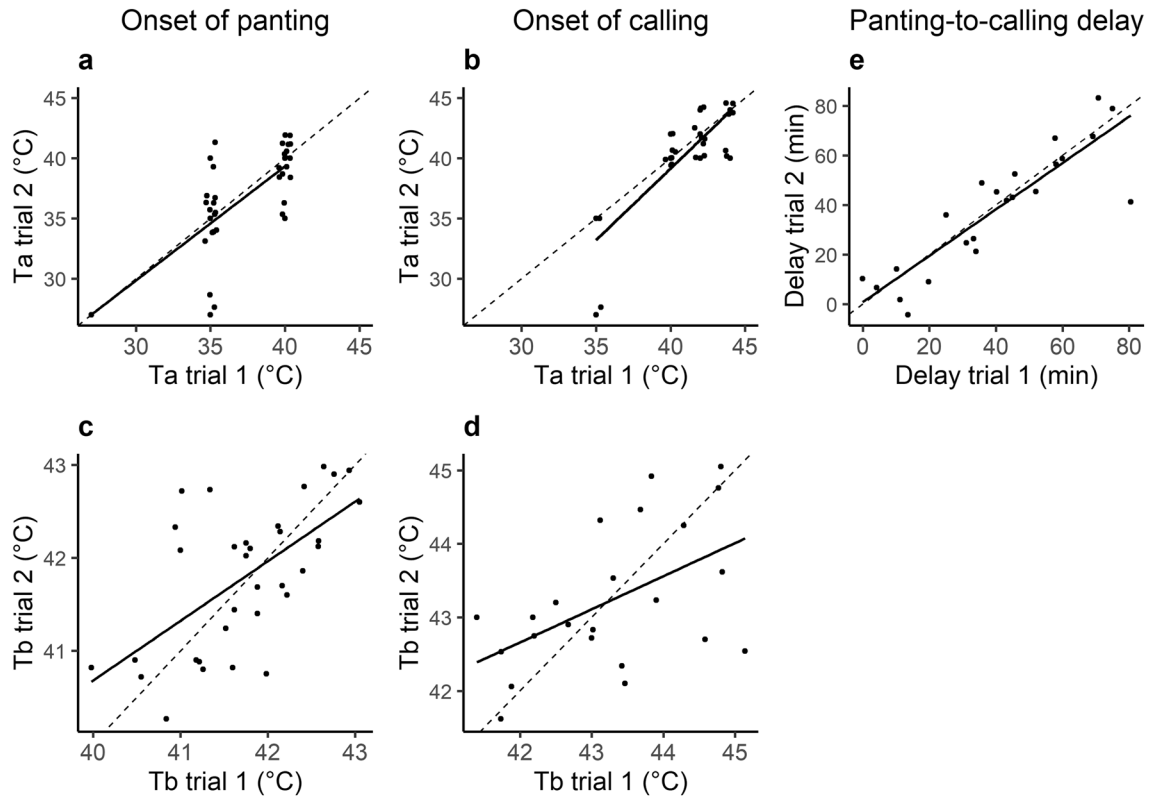 Onset of panting
Onset of calling
Panting-to-calling delay
a
b
e
45
40
35
30
Ta trial 2 (°C)
30 35 40 45
Ta trial 1 (°C)
45
40
35
30
Ta trial 2 (°C)
30 35 40 45
Ta trial 1 (°C)
80
60
40
20
0
Delay trial 2 (min)
0 20 40 60 80
Delay trial 1 (min)
c
d
43
42
41
Tb trial 2 (°C)
40 41 42 43
Tb trial 1 (°C)
45
44
43
42
Tb trial 2 (°C)
42 43 44 45
Tb trial 1 (°C)